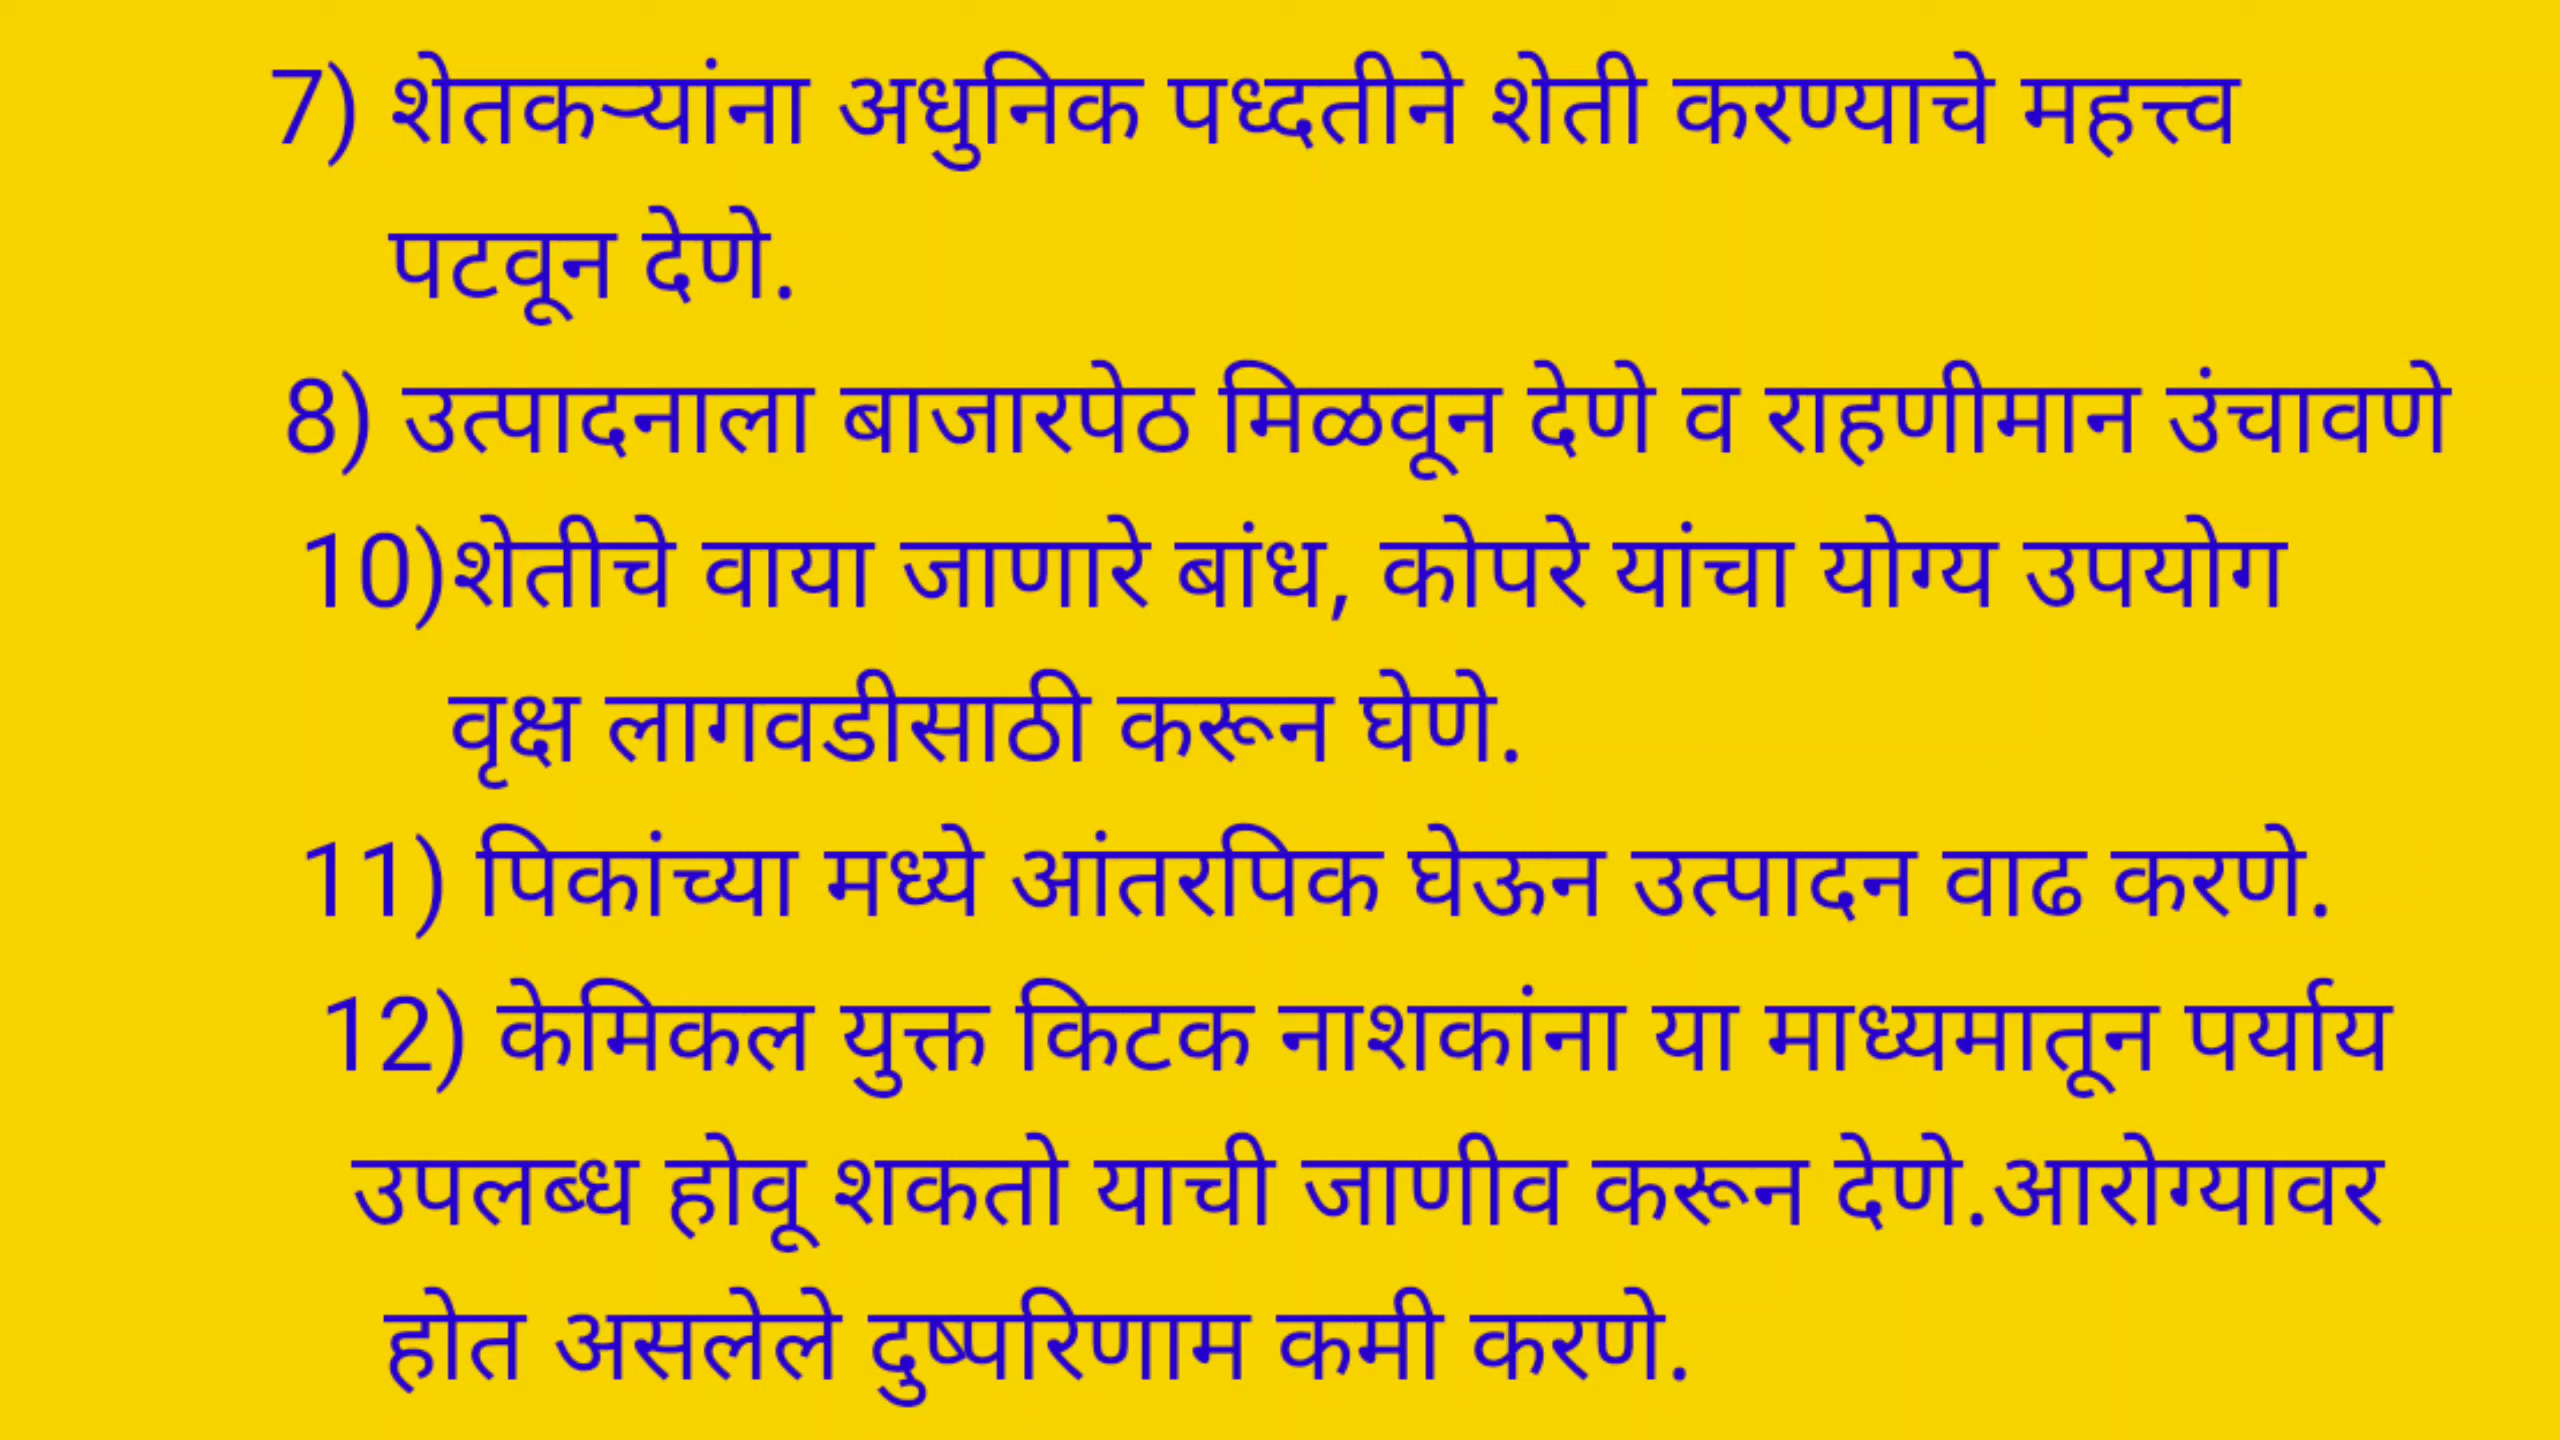 7) शेतकऱ्यांना अधुनिक पध्दतीने शेती करण्याचे महत्त्व
पटवून देणे.
8) उत्पादनाला बाजारपेठ मिळवून देणे व राहणीमान उंचावणे
10)शेतीचे वाया जाणारे बांध, कोपरे यांचा योग्य उपयोग
वृक्ष लागवडीसाठी करून घेणे.
11) पिकांच्या मध्ये आंतरपिक घेऊन उत्पादन वाढ करणे.
12) केमिकल युक्त किटक नाशकांना या माध्यमातून पर्याय
उपलब्ध होवू शकतो याची जाणीव करून देणे.आरोग्यावर
होत असलेले दुष्परिणाम कमी करणे.